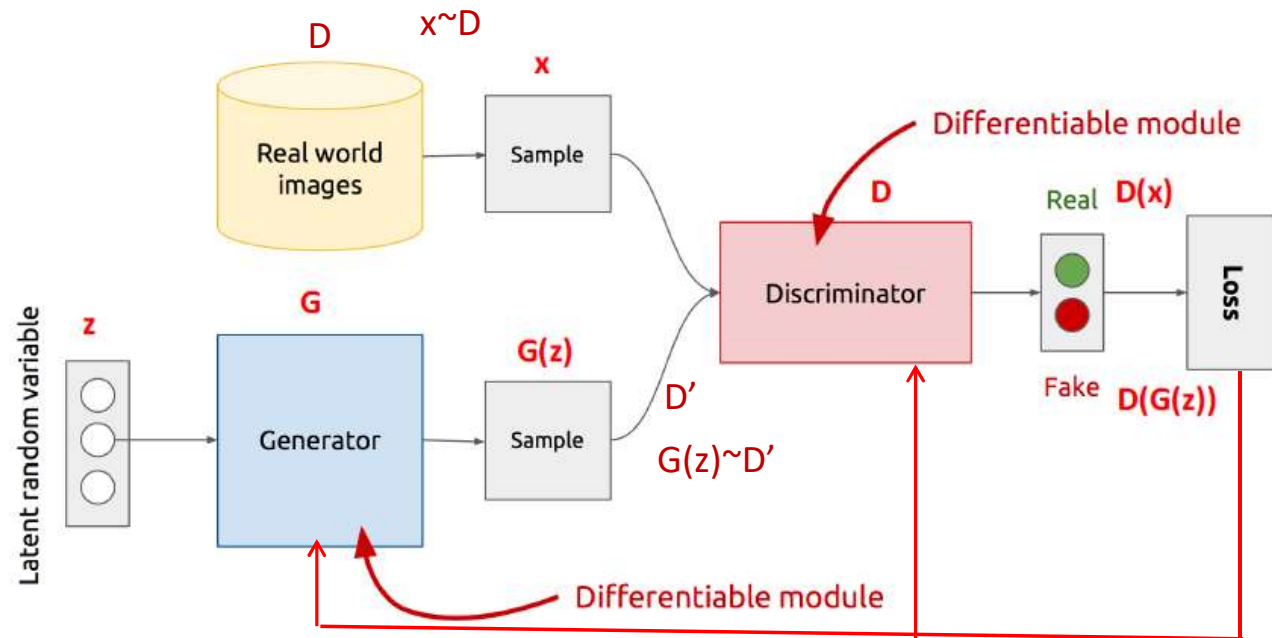 D
x~D
x
Real world
images
Sample
Differentiable module
D
Discriminator
Real
D(x)
Loss
Fake
D(G(z))
Latent random variable
z
G
Generator
G(z)
Sample
D’
G(z)~D’
Differentiable module